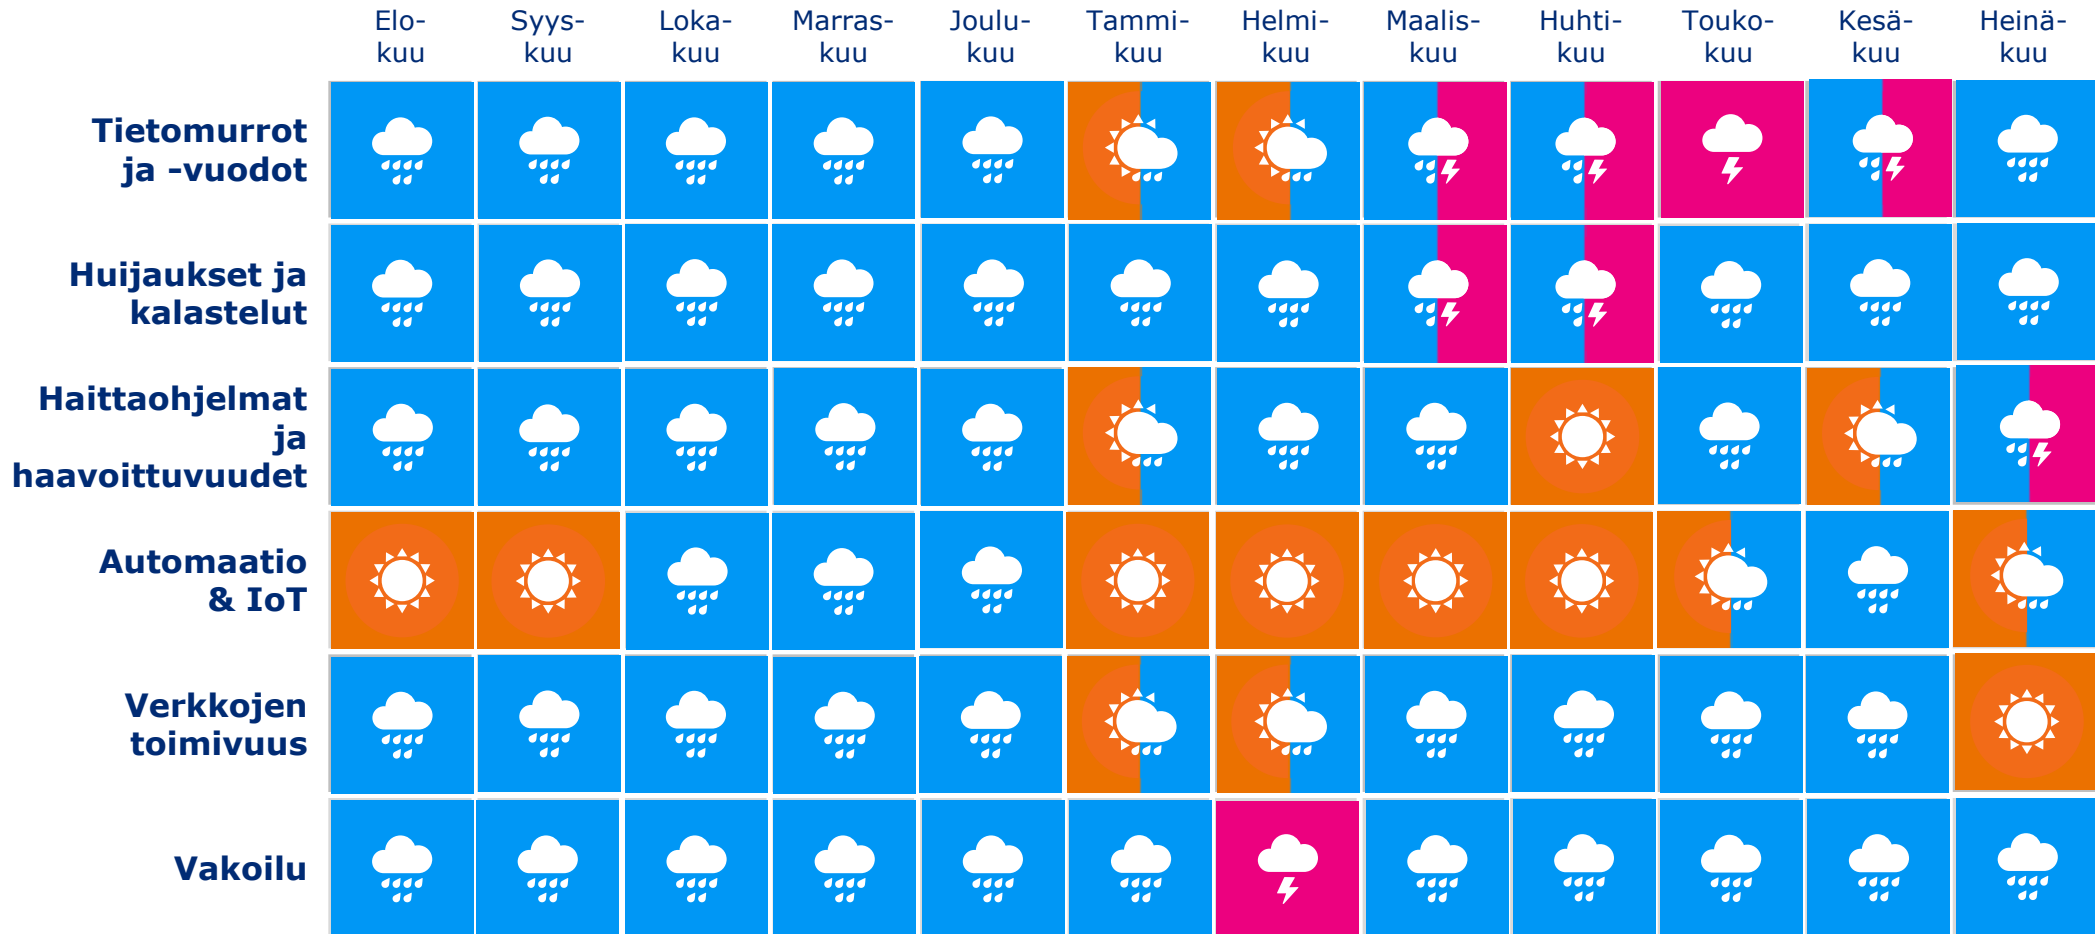 Elo-
kuu
Syys-
kuu
Loka-
kuu
Marras-
kuu
Joulu-
kuu
Tammi-
kuu
Helmi-
kuu
Maalis-
kuu
Huhti-
kuu
Touko-
kuu
Kesä-
kuu
Heinä-
kuu
Tietomurrot
ja -vuodot
Huijaukset ja
kalastelut
Haittaohjelmat
ja
haavoittuvuudet
Automaatio
& IoT
Verkkojen
toimivuus
Vakoilu